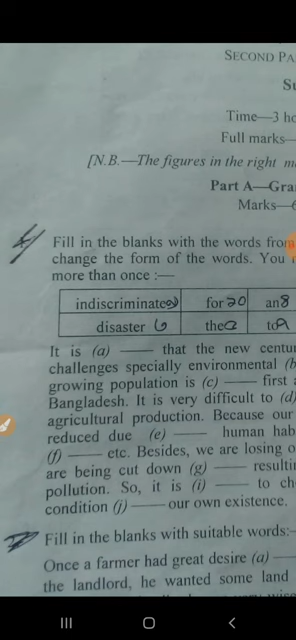 SECOND PA
Su
Time—3 ho
Full marks—
[N.B.—The figures in the right m
Part A—Gra
Marks—6
Fill in the blanks with the words from
change the form of the words. You
more than once :—
indiscriminate for an
disaster the to
It is (a) —— that the new centu
challenges specially environmental (b
growing population is (c) —— first a
Bangladesh. It is very difficult to (d)
agricultural production. Because our
reduced due (e) —— human hab
(f) —— etc. Besides, we are losing o
are being cut down (g) —— resultin
pollution. So, it is (i) —— to ch
condition (j) —— our own existence.
Fill in the blanks with suitable words:–
Once a farmer had great desire (a) —
the landlord, he wanted some land